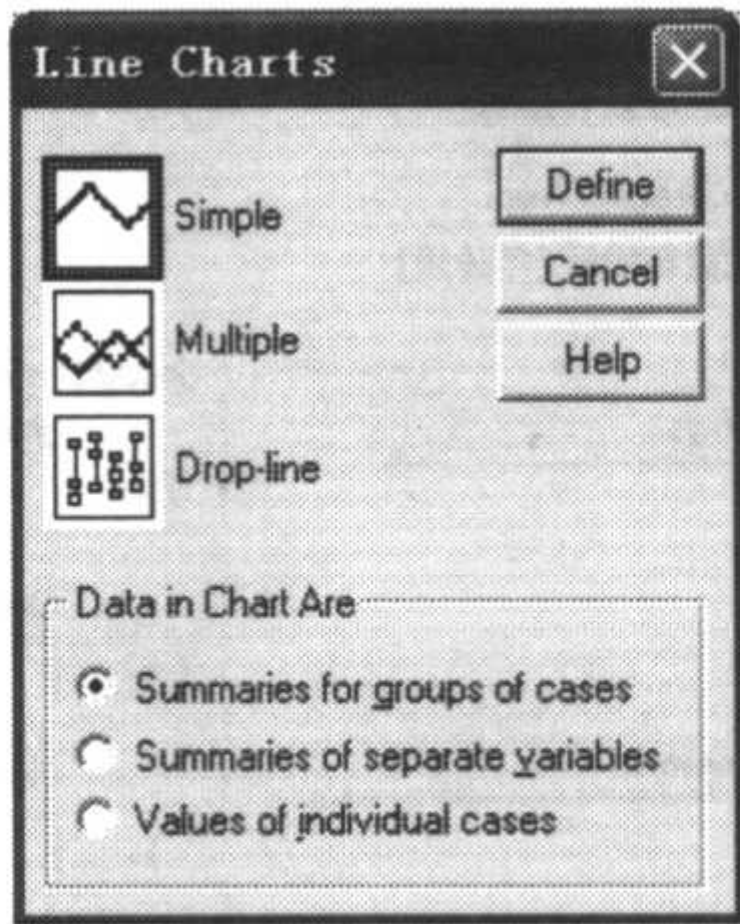 Line Charts
Simple
Multiple
Drop-line
Define
Cancel
Help
Data in Chart Are
Summaries for groups of cases
Summaries of separate variables
Values of individual cases